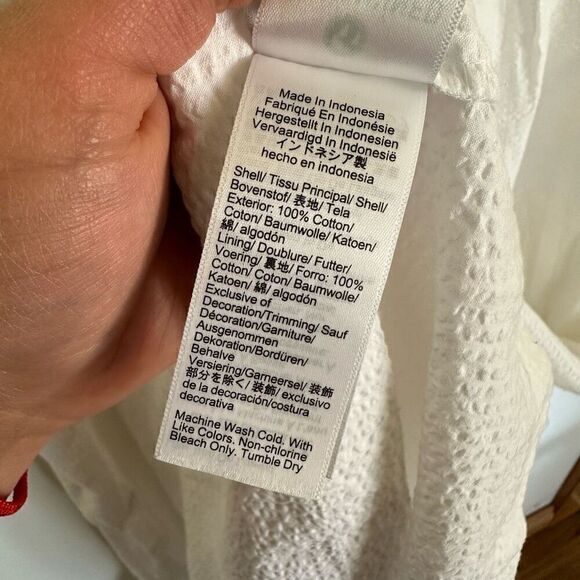 Made In Indonesia
Fabriqué En Indonésie
Hergestellt In Indonesien
Vervaardigd In Indonesië
インドネシア製
hecho en indonesia
Shell/ Tissu Principal/ Shell/
Bovenstof/ 表地/ Tela
Exterior: 100% Cotton/
Coton/ Baumwolle/ Katoen/
綿/ algodón
Lining/ Doublure/ Futter/
Voering/ 裏地/ Forro: 100%
Cotton/ Coton/ Baumwolle/
Katoen/ 綿/ algodón
Exclusive of
Decoration/Trimming/ Sauf
Décoration/Garniture/
Ausgenommen
Dekoration/Bordüren/
Behalve
Versiering/Garneersel/ 装飾
部分を除く/ 装飾/ exclusivo
de la decoración/costura
decorativa
Machine Wash Cold. With
Like Colors. Non-chlorine
Bleach Only. Tumble Dry